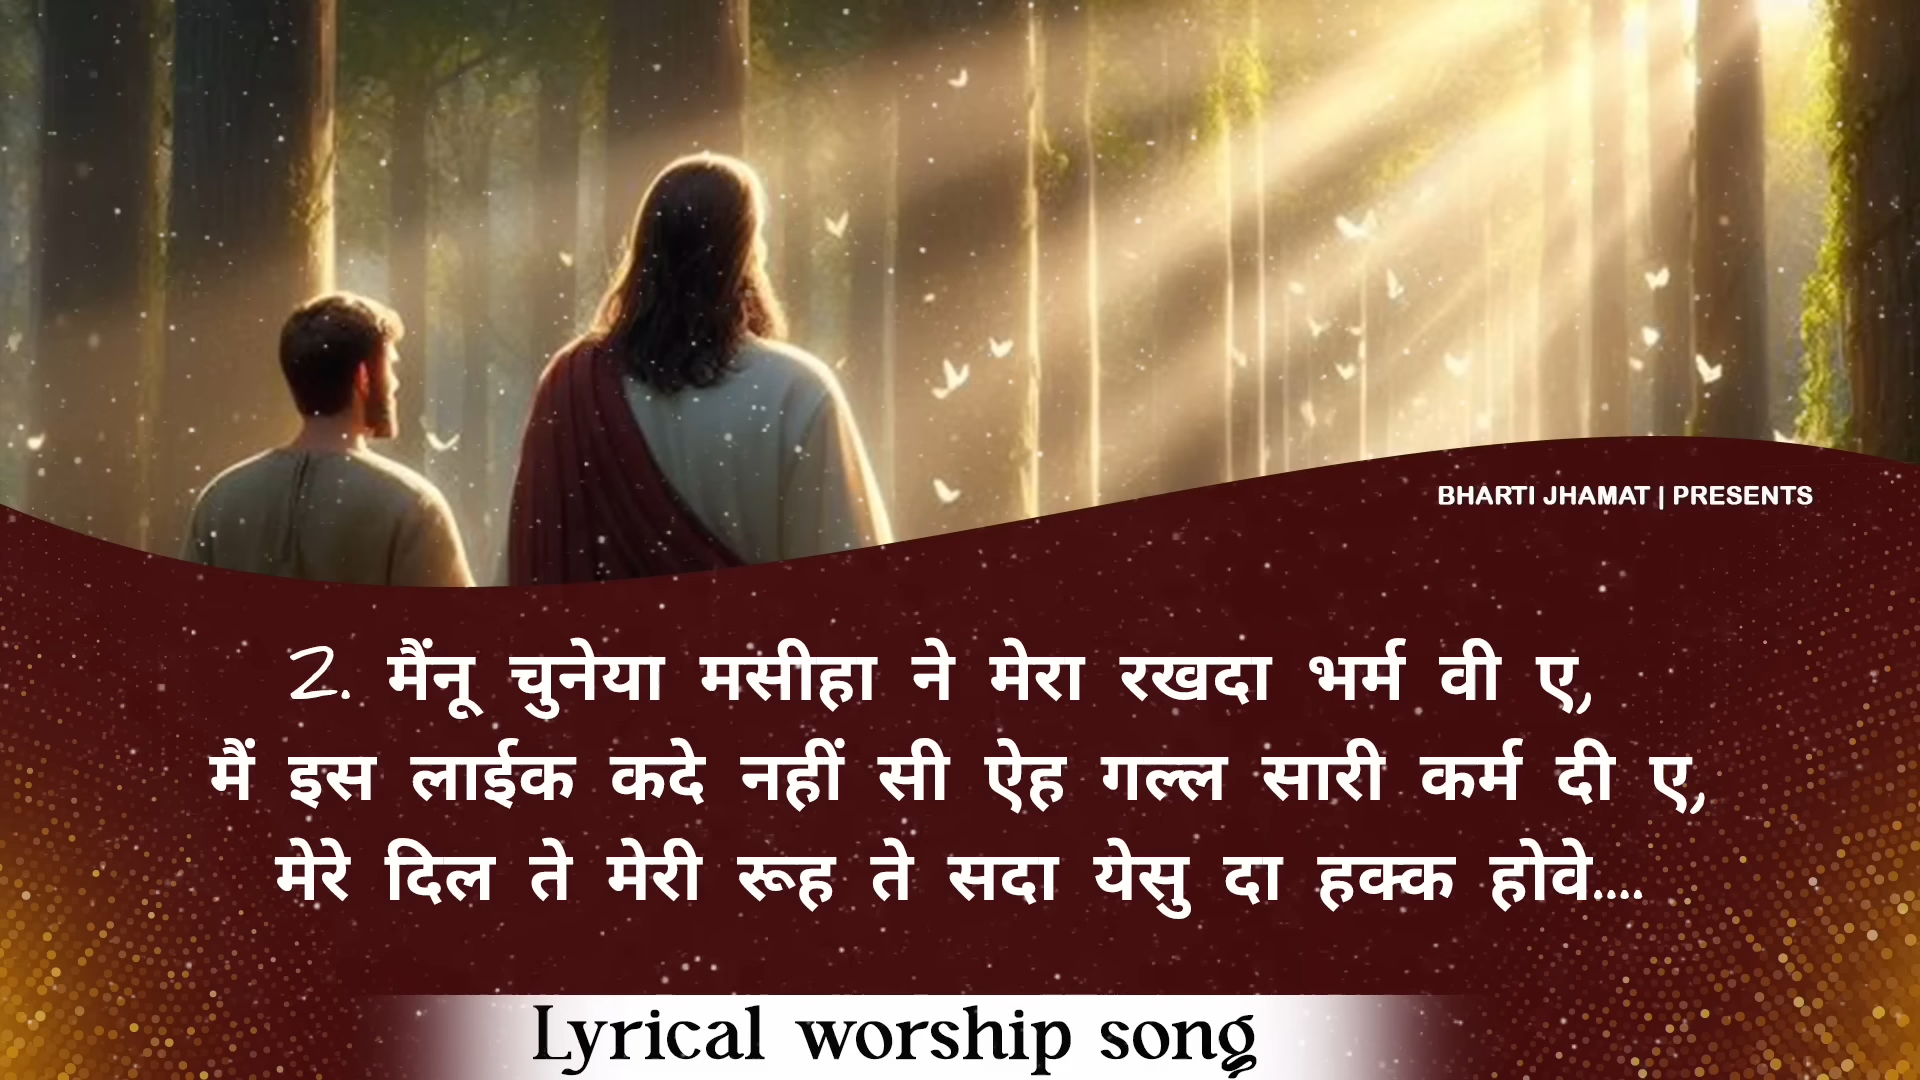 BHARTI JHAMAT | PRESENTS
2. मैंनू चुनेया मसीहा ने मेरा रखदा भर्म वी ए,
मैं इस लाईक कदे नहीं सी ऐह गल्ल सारी कर्म दी ए,
मेरे दिल ते मेरी रूह ते सदा येसु दा हक्क होवे....
Lyrical worship song